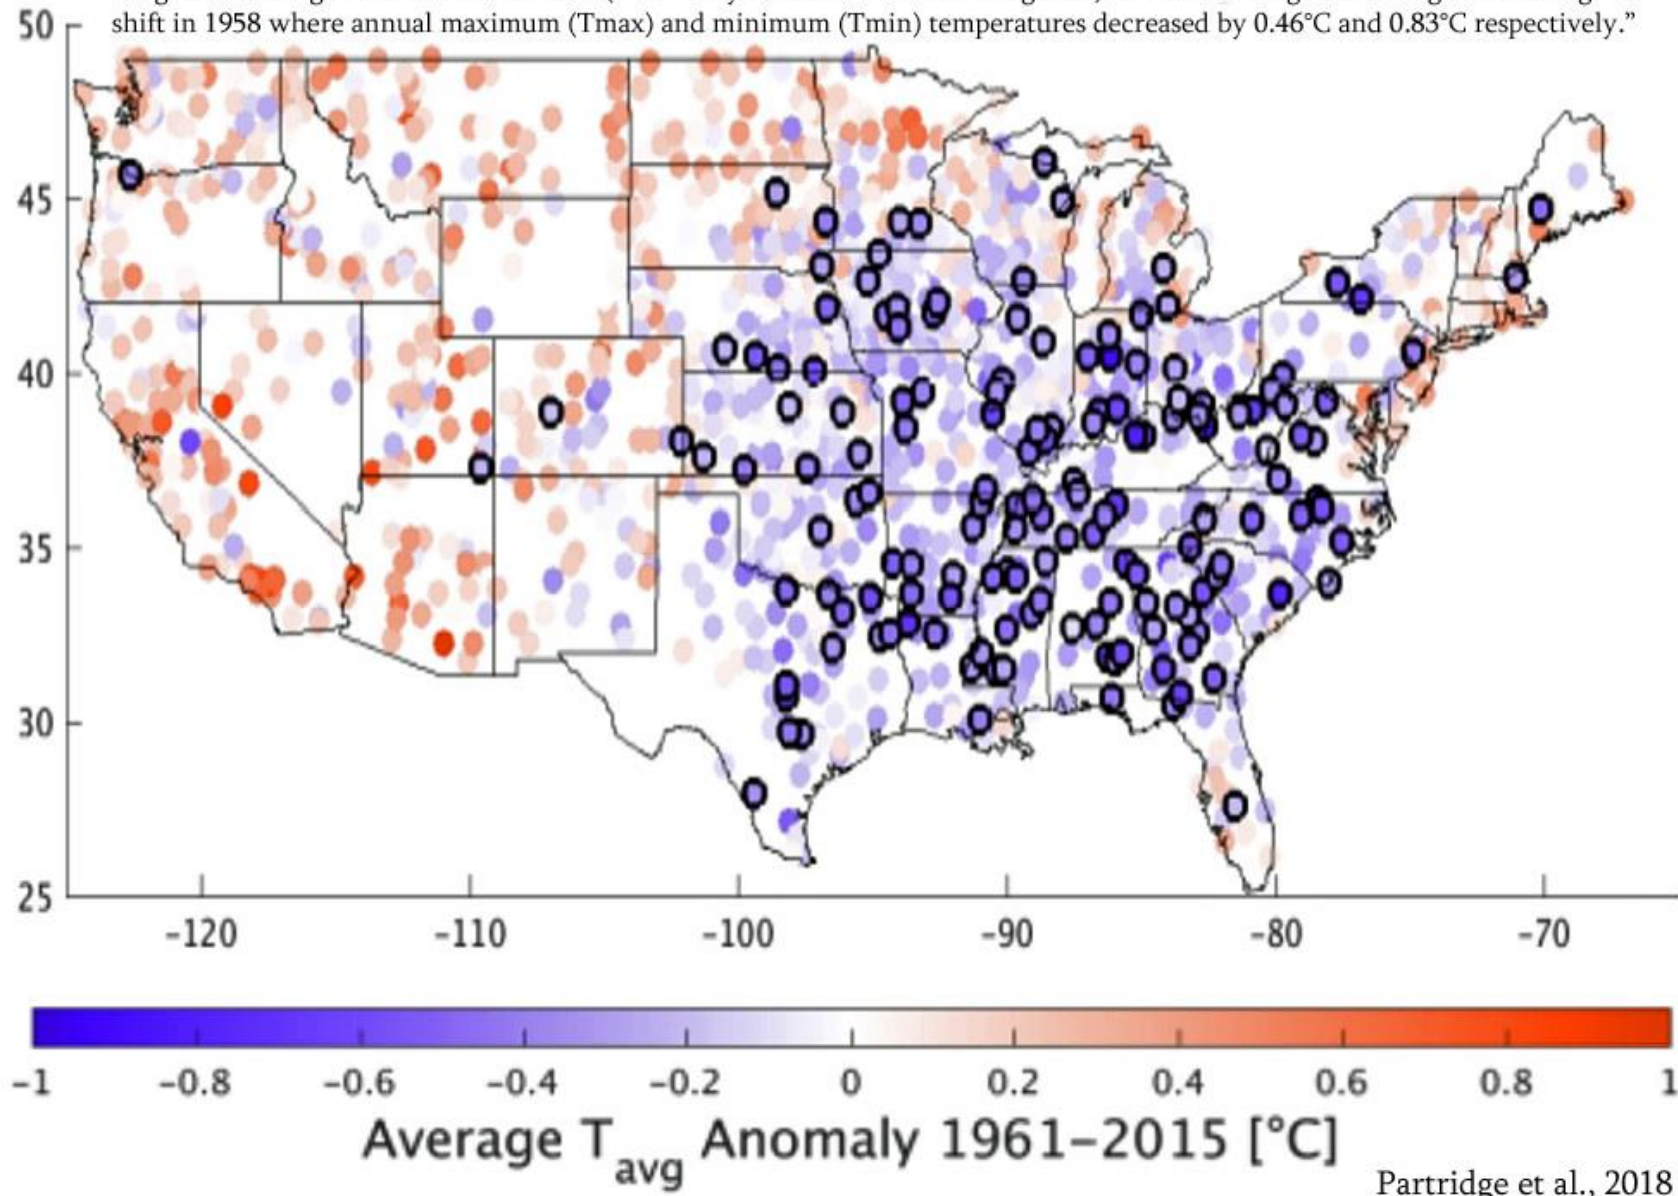 shift in 1958 where annual maximum (Tmax) and minimum (Tmin) temperatures decreased by 0.46°C and 0.83°C respectively.”
50
45
40
35
30
25
-120 -110 -100 -90 -80 -70
-1 -0.8 -0.6 -0.4 -0.2 0 0.2 0.4 0.6 0.8 1
Average Tavg Anomaly 1961-2015 [°C]
Partridge et al., 2018